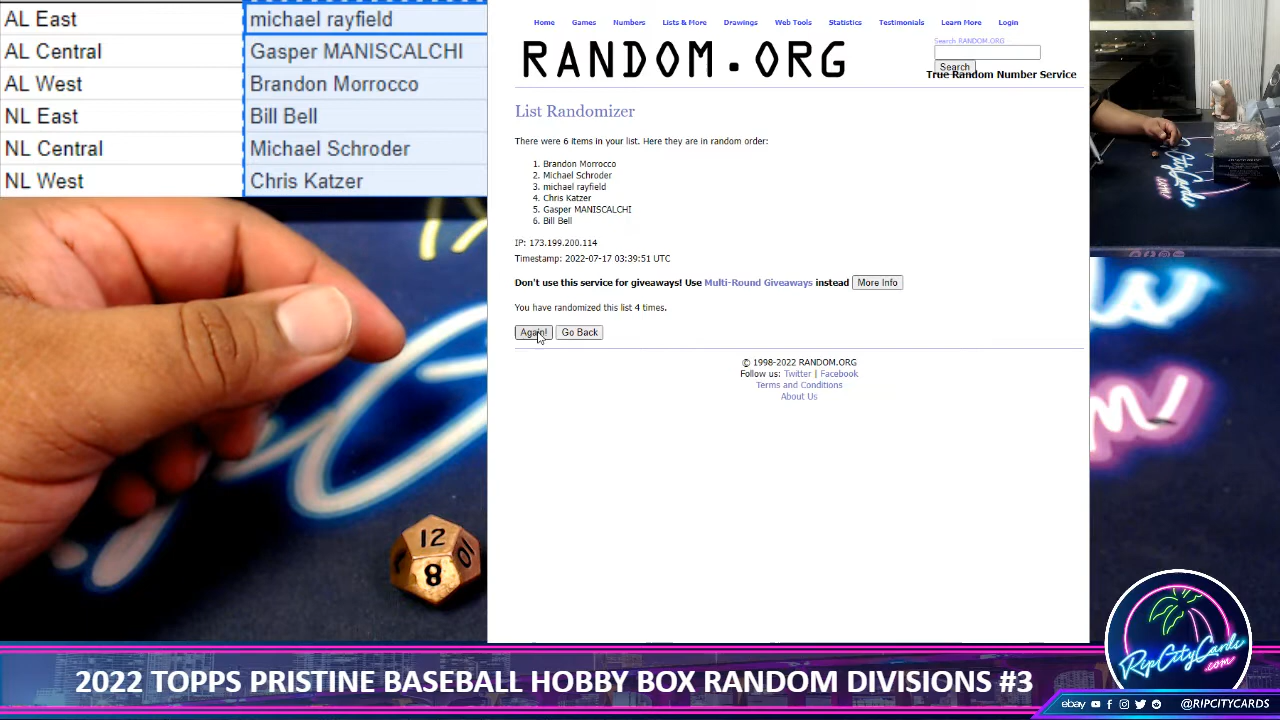 AL East michael rayfield
AL Central Gasper MANISCALCHI
AL West Brandon Morrocco
NL East Bill Bell
NL Central Michael Schroder
NL West Chris Katzer
Home Games Numbers Lists & More Drawings Web Tools Statistics Testimonials Learn More Login
RANDOM.ORG
Search RANDOM.ORG
Search
True Random Number Service
List Randomizer
There were 6 items in your list. Here they are in random order:
1. Brandon Morrocco
2. Michael Schroder
3. michael rayfield
4. Chris Katzer
5. Gasper MANISCALCHI
6. Bill Bell
IP: 173.199.200.114
Timestamp: 2022-07-17 03:39:51 UTC
Don't use this service for giveaways! Use Multi-Round Giveaways instead More Info
You have randomized this list 4 times.
Again! Go Back
© 1998-2022 RANDOM.ORG
Follow us: Twitter | Facebook
Terms and Conditions
About Us
12
8
10
2022 TOPPS PRISTINE BASEBALL HOBBY BOX RANDOM DIVISIONS #3
RipCityCards
.com
ebay @RIPCITYCARDS